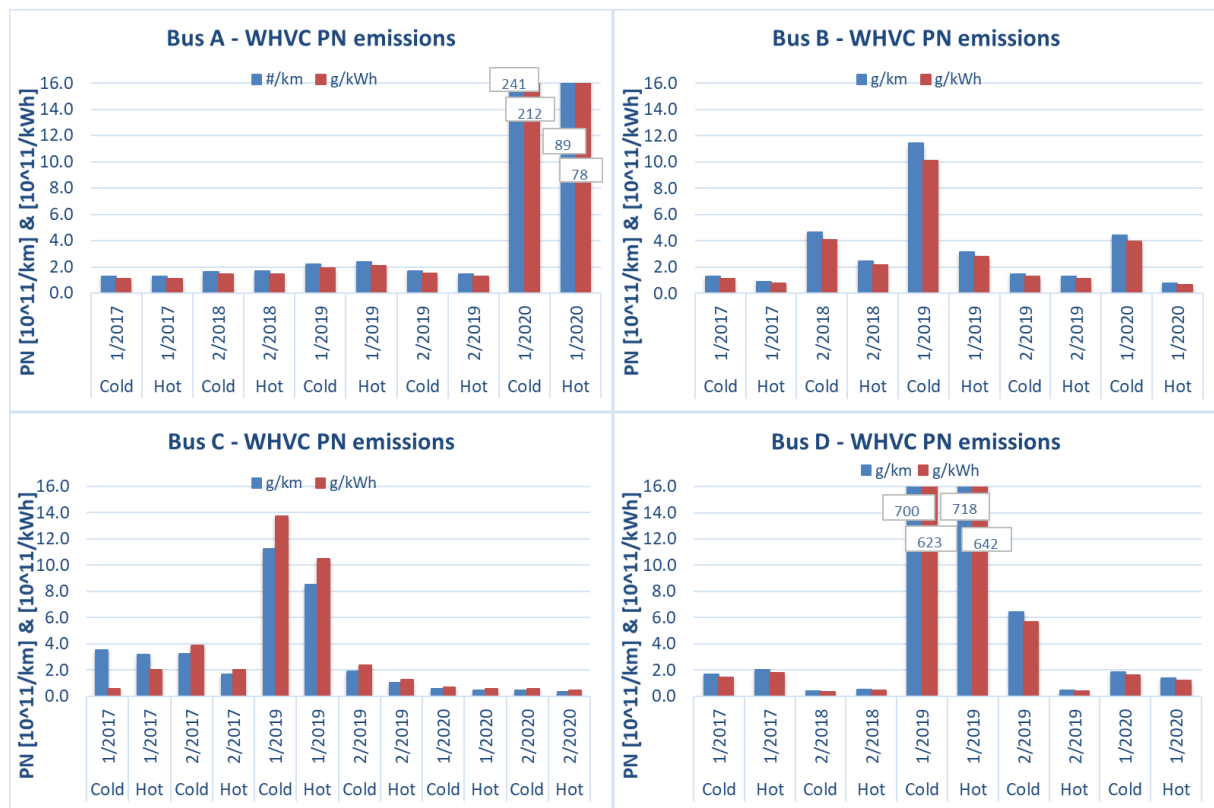 Bus A - WHVC PN emissions
#/km g/kWh
PN [10^11/km] & [10^11/kWh]
16.0
14.0
12.0
10.0
8.0
6.0
4.0
2.0
0.0
241
212
89
78
1/2017 1/2017 2/2018 2/2018 1/2019 1/2019 2/2019 2/2019 1/2020 1/2020
Cold Hot Cold Hot Cold Hot Cold Hot Cold Hot
Bus B - WHVC PN emissions
g/km g/kWh
PN [10^11/km] & [10^11/kWh]
16.0
14.0
12.0
10.0
8.0
6.0
4.0
2.0
0.0
1/2017 1/2017 2/2018 2/2018 1/2019 1/2019 2/2019 2/2019 1/2020 1/2020
Cold Hot Cold Hot Cold Hot Cold Hot Cold Hot
Bus C - WHVC PN emissions
g/km g/kWh
PN [10^11/km] & [10^11/kWh]
16.0
14.0
12.0
10.0
8.0
6.0
4.0
2.0
0.0
1/2017 1/2017 2/2017 2/2017 1/2019 1/2019 2/2019 2/2019 1/2020 1/2020 2/2020 2/2020
Cold Hot Cold Hot Cold Hot Cold Hot Cold Hot Cold Hot
Bus D - WHVC PN emissions
g/km g/kWh
PN [10^11/km] & [10^11/kWh]
16.0
14.0
12.0
10.0
8.0
6.0
4.0
2.0
0.0
700 718
623 642
1/2017 1/2017 2/2018 2/2018 1/2019 1/2019 2/2019 2/2019 1/2020 1/2020
Cold Hot Cold Hot Cold Hot Cold Hot Cold Hot